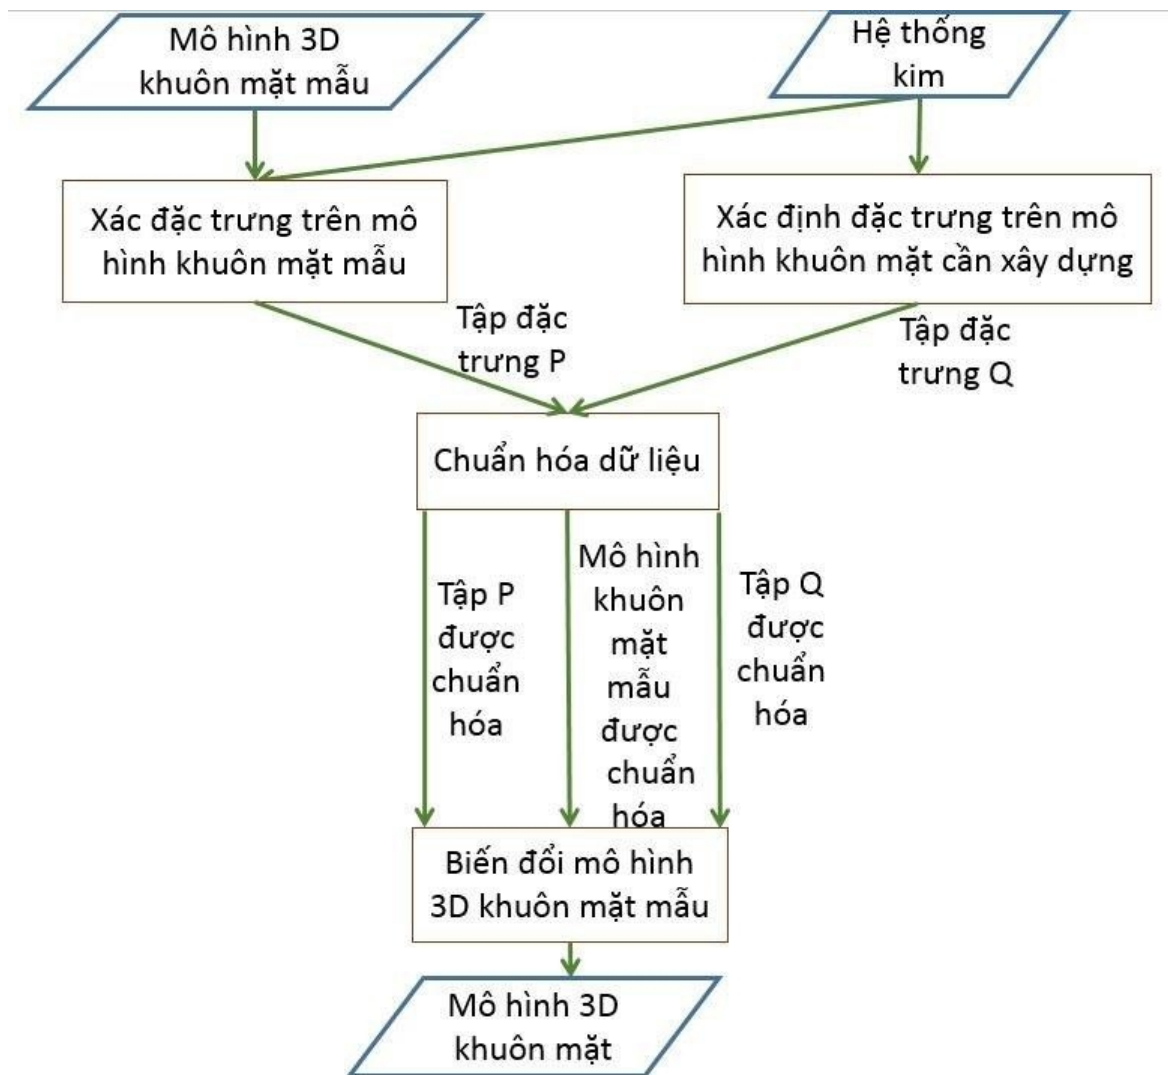 Mô hình 3D
khuôn mặt mẫu
Hệ thống
kim
Xác đặc trưng trên mô
hình khuôn mặt mẫu
Xác định đặc trưng trên mô
hình khuôn mặt cần xây dựng
Tập đặc
trưng P
Tập đặc
trưng Q
Chuẩn hóa dữ liệu
Tập P
được
chuẩn
hóa
Mô hình
khuôn
mặt
mẫu
được
chuẩn
hóa
Tập Q
được
chuẩn
hóa
Biến đổi mô hình
3D khuôn mặt mẫu
Mô hình 3D
khuôn mặt